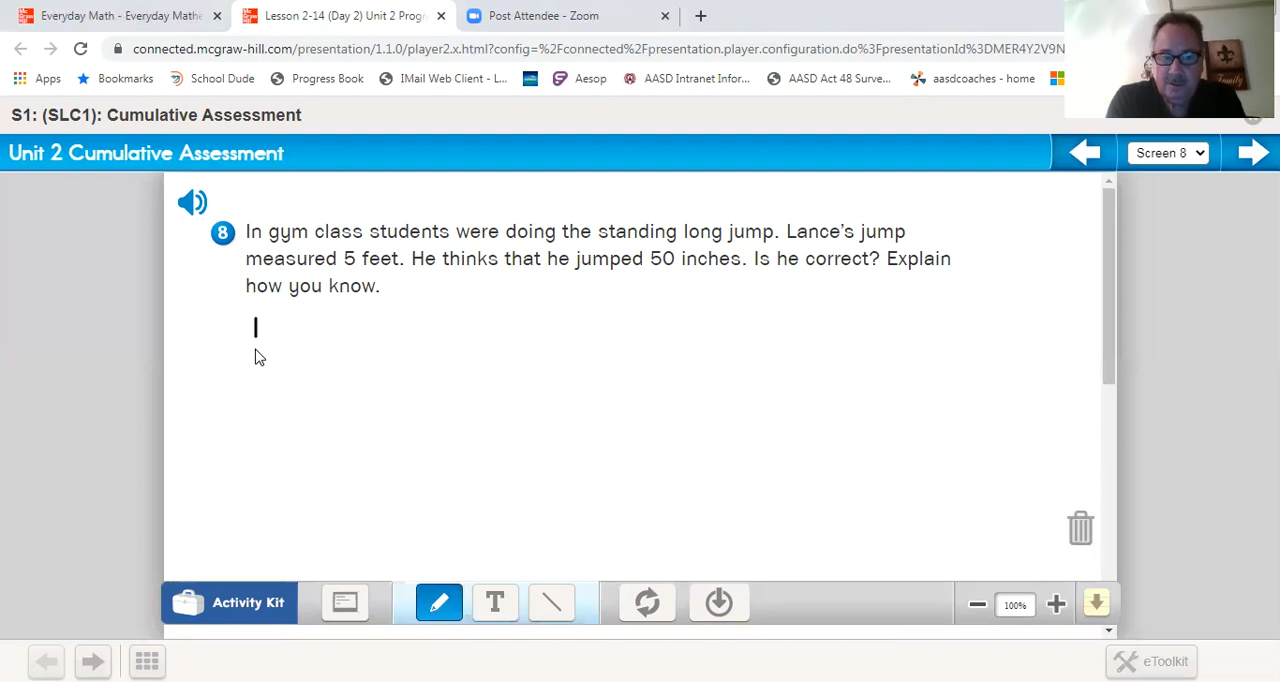 Everyday Math - Everyday Mathe
Lesson 2-14 (Day 2) Unit 2 Prog
Post Attendee - Zoom
connected.mcgraw-hill.com/presentation/1.1.0/player2.x.html?config=%2Fconnected%2Fpresentation.player.configuration.do%3FpresentationId%3DMER4Y2V9N
Apps
Bookmarks
School Dude
Progress Book
IMail Web Client - L...
Aesop
AASD Intranet Infor...
AASD Act 48 Surve...
aasdcoaches - home
Family
S1: (SLC1): Cumulative Assessment
Unit 2 Cumulative Assessment
Screen 8
8 In gym class students were doing the standing long jump. Lance's jump
measured 5 feet. He thinks that he jumped 50 inches. Is he correct? Explain
how you know.
Activity Kit
T
100%
eToolkit